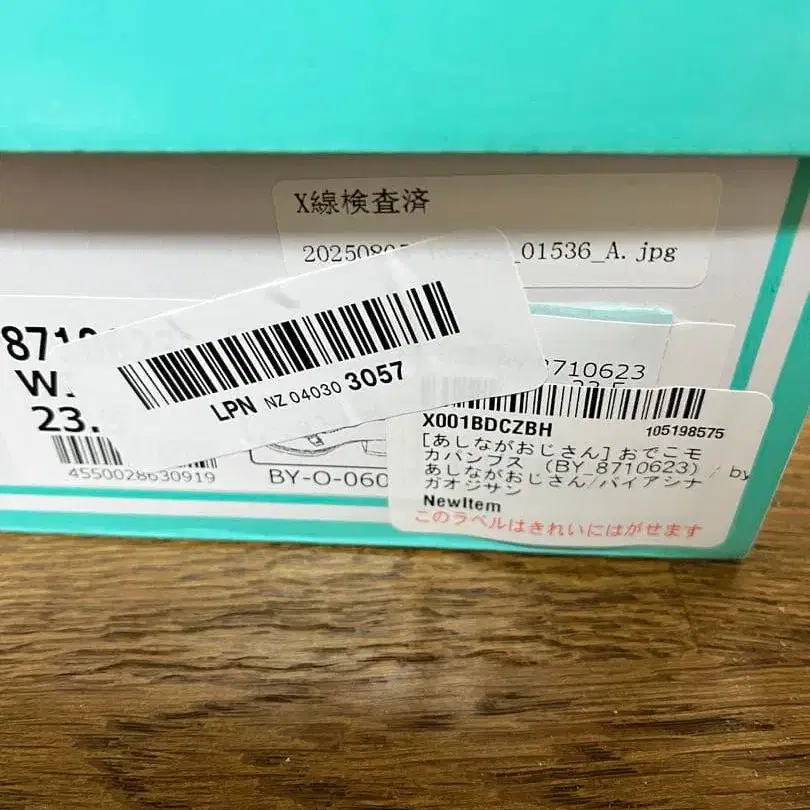 X線検査済
2025080
_01536_A.jpg
LPN NZ 04030 3057
871
8710623
W.
23.
4550028630919
BY-O-060
X001BDCZBH
105198575
[あしながおじさん] おでこモ
カパンプス (BY_8710623) / by
あしながおじさん/バイアシナ
ガオジサン
NewItem
このラベルはきれいにはがせます